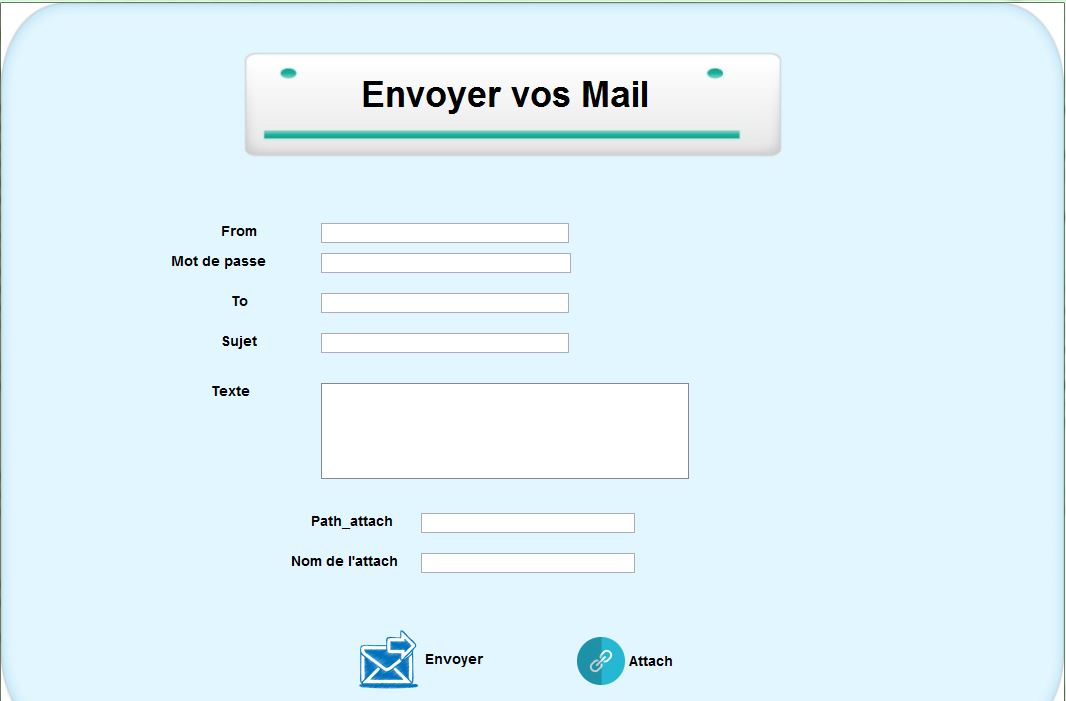 Envoyer vos Mail
From
Mot de passe
To
Sujet
Texte
Path_attach
Nom de l'attach
Envoyer
Attach